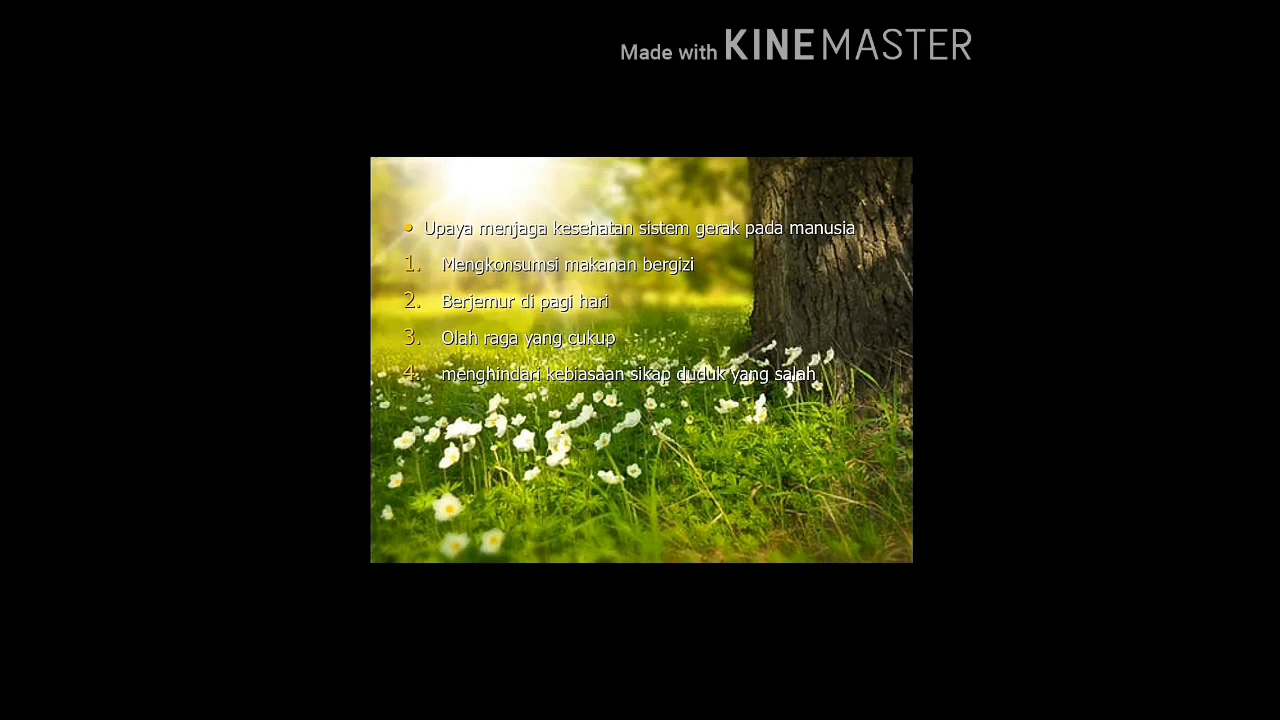 Made with KINEMASTER
• Upaya menjaga kesehatan sistem gerak pada manusia
1. Mengkonsumsi makanan bergizi
2. Berjemur di pagi hari
3. Olah raga yang cukup
4. menghindari kebiasaan sikap duduk yang salah